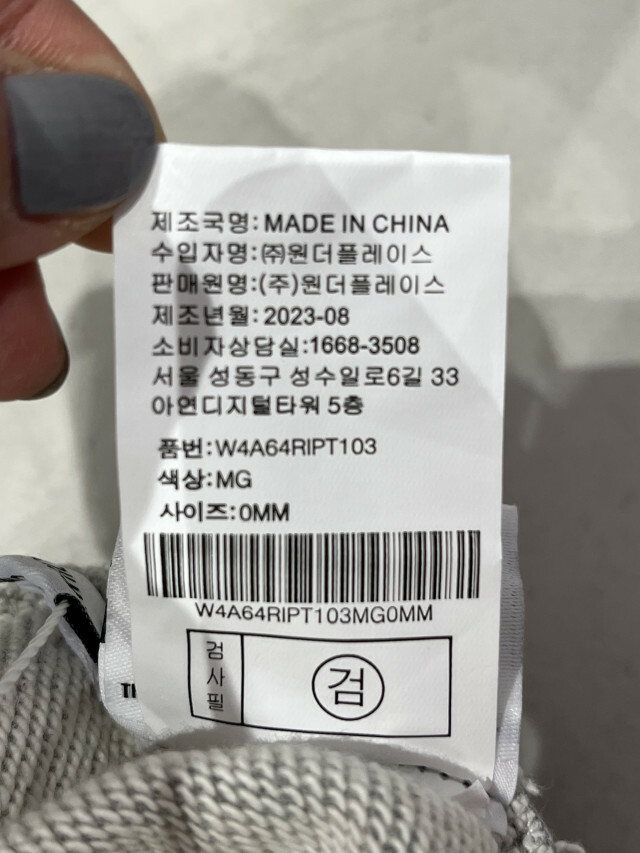 제조국명: MADE IN CHINA
수입자명:㈜원더플레이스
판매원명:(주)원더플레이스
제조년월: 2023-08
소비자상담실:1668-3508
서울 성동구 성수일로6길 33
아연디지털타워 5층
품번: W4A64RIPT103
색상:MG
사이즈: 0MM
W4A64RIPT103MG0MM
검사필
검